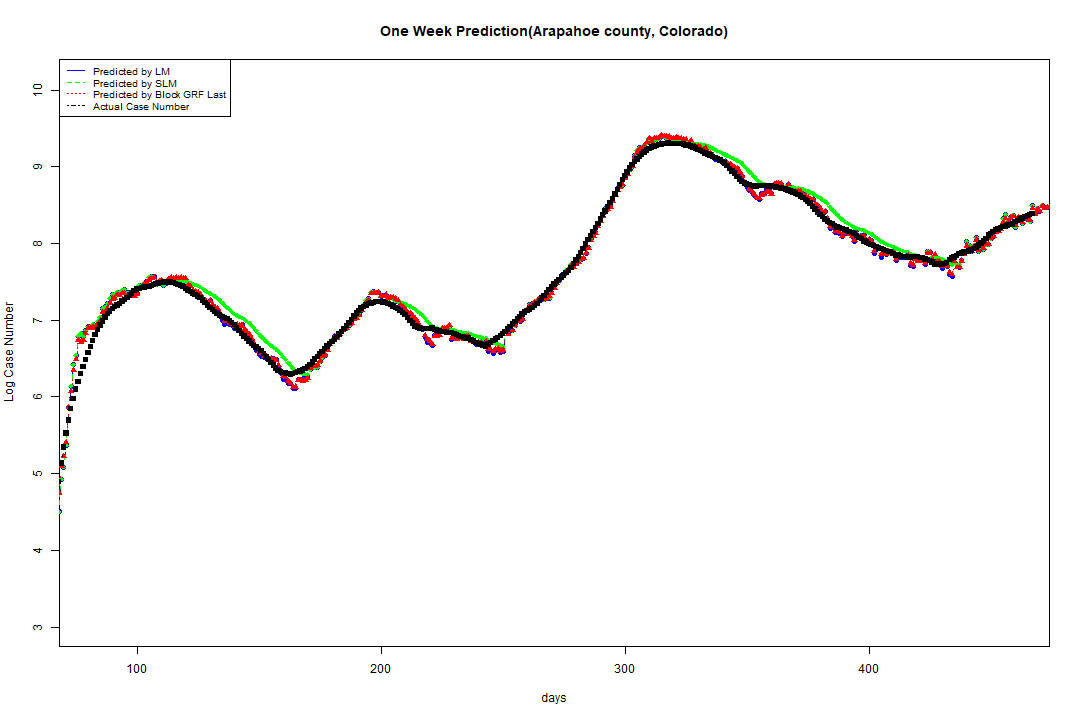 One Week Prediction(Arapahoe county, Colorado)
Predicted by LM
Predicted by SLM
Predicted by Block GRF Last
Actual Case Number
10
9
8
7
6
5
4
3
Log Case Number
100 200 300 400
days